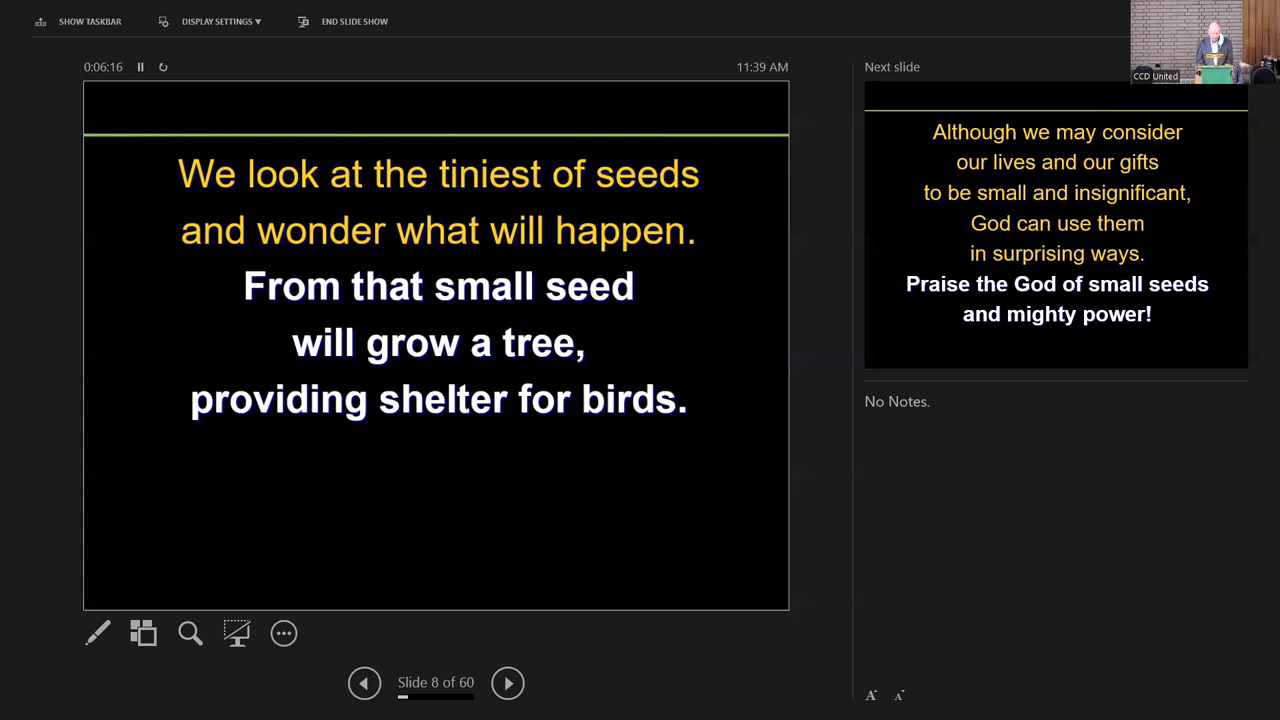 SHOW TASKBAR
DISPLAY SETTINGS ▼
END SLIDE SHOW
CCD United
0:06:16
11:39 AM
We look at the tiniest of seeds
and wonder what will happen.
From that small seed
will grow a tree,
providing shelter for birds.
Slide 8 of 60
Next slide
Although we may consider
our lives and our gifts
to be small and insignificant,
God can use them
in surprising ways.
Praise the God of small seeds
and mighty power!
No Notes.
A A